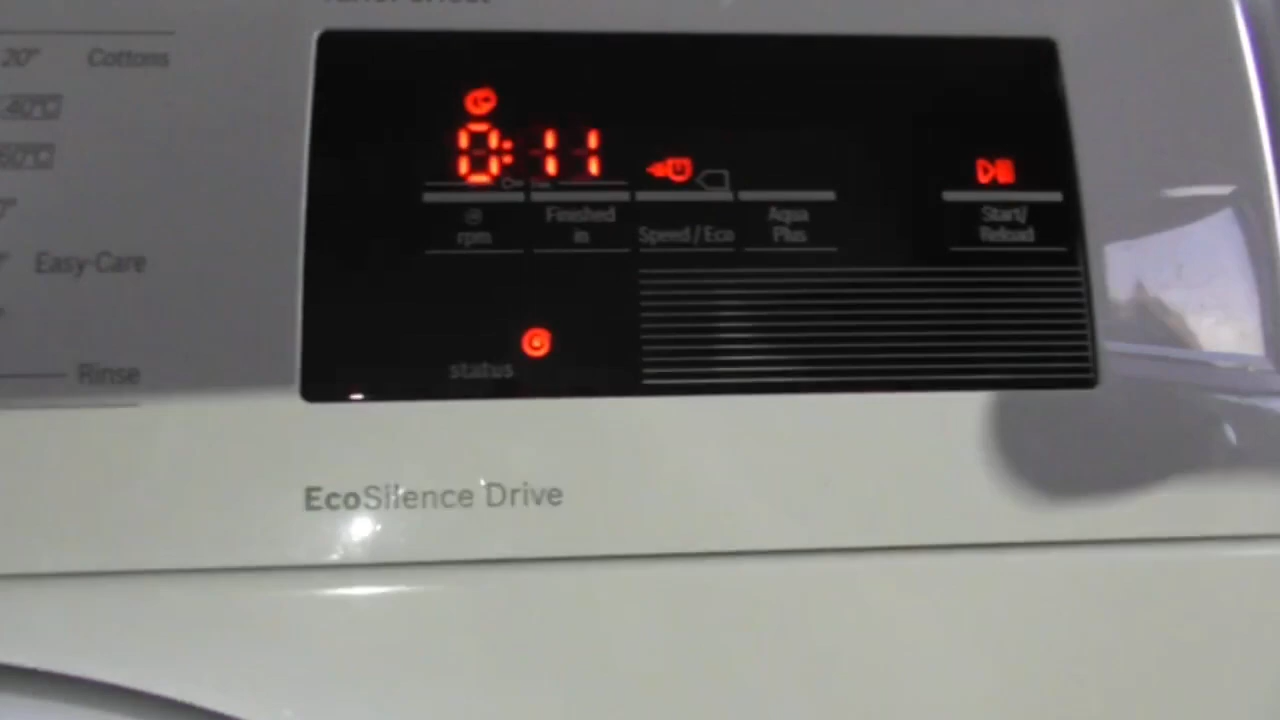 20° Cottons
40°C
60°C
Easy-Care
Rinse
0:11
rpm
Finished
in
Speed / Eco
Aqua
Plus
Start/
Reload
status
EcoSilence Drive